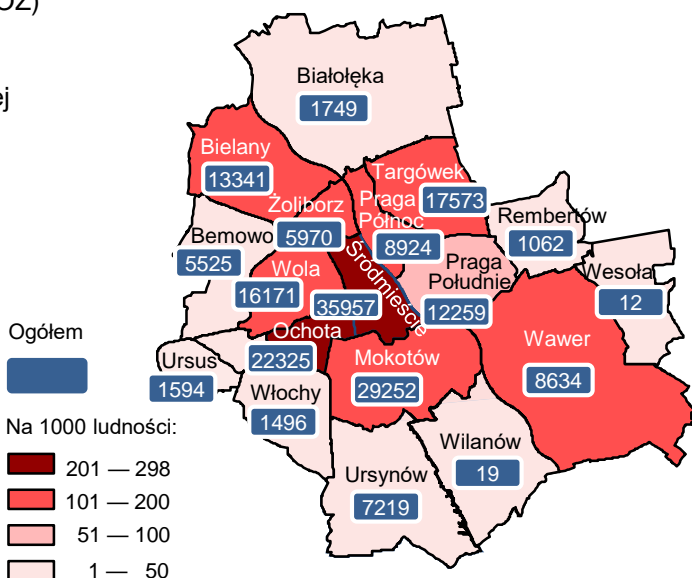 OZ)
ej
Białołęka
1749
Bielany
13341
Targówek
17573
Żoliborz
5970
Praga
Północ
8924
Rembertów
1062
Bemowo
5525
Wola
16171
Śródmieście
35957
Praga
Południe
12259
Wesoła
12
Ochota
22325
Mokotów
29252
Wawer
8634
Ursus
1594
Włochy
1496
Wilanów
19
Ursynów
7219
Ogółem
Na 1000 ludności:
201 — 298
101 — 200
51 — 100
1 — 50